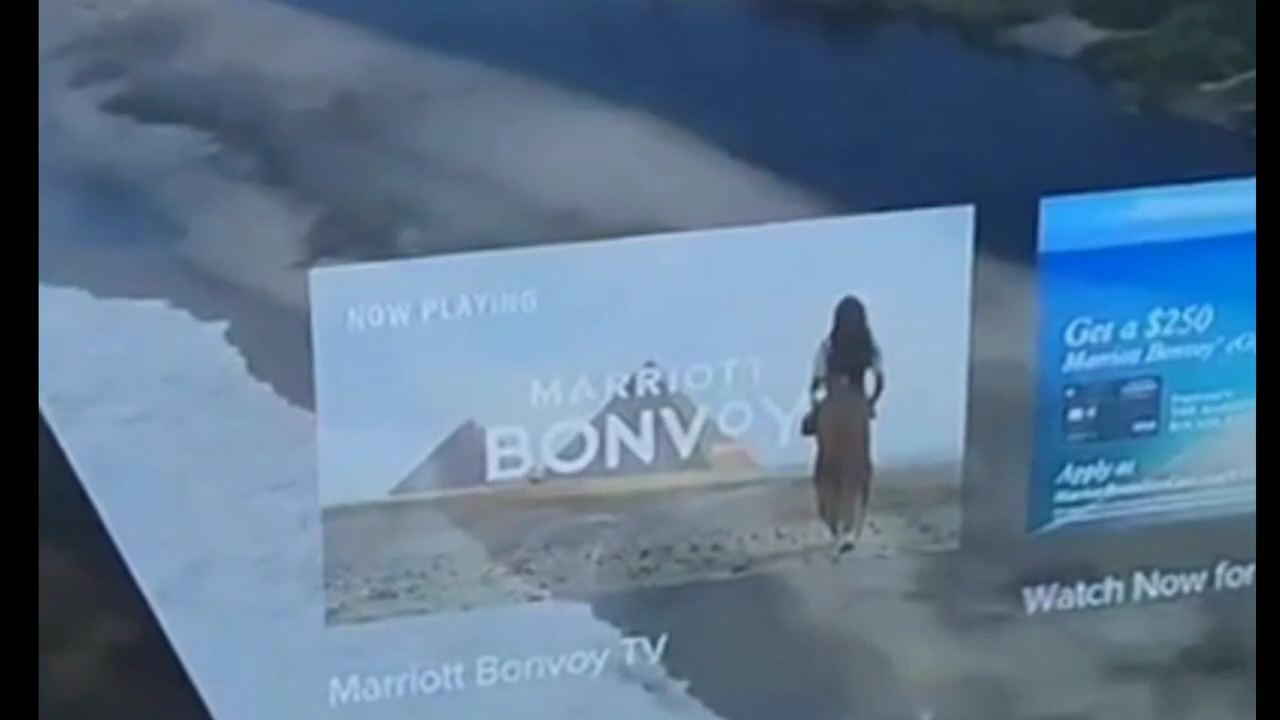 NOW PLAYING
MARRIOTT
BONVOY
Marriott Bonvoy TV
Get a $250
Marriott Bonvoy
Apply at
Watch Now for